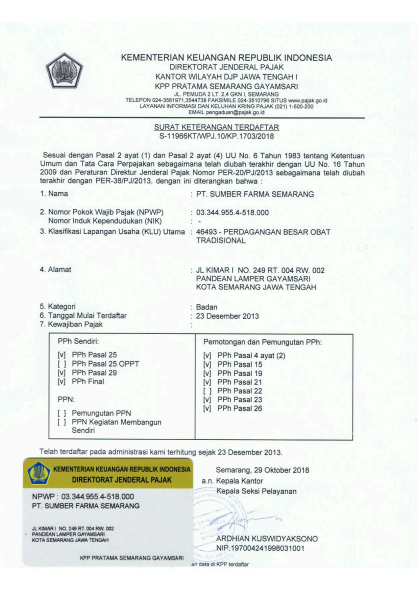 KEMENTERIAN KEUANGAN REPUBLIK INDONESIA
DIREKTORAT JENDERAL PAJAK
KANTOR WILAYAH DJP JAWA TENGAH I
KPP PRATAMA SEMARANG GAYAMSARI
JL. PEMUDA 2 LT. 2,4 GKN I, SEMARANG
TELEPON 024-3561971,3544738 FAKSIMILE 024-3510796 SITUS www.pajak.go.id
LAYANAN INFORMASI DAN KELUHAN KRING PAJAK (021) 1-500-200
EMAIL pengaduan@pajak.go.id
SURAT KETERANGAN TERDAFTAR
S-11966KT/WPJ.10/KP.1703/2018
Sesuai dengan Pasal 2 ayat (1) dan Pasal 2 ayat (4) UU No. 6 Tahun 1983 tentang Ketentuan
Umum dan Tata Cara Perpajakan sebagaimana telah diubah terakhir dengan UU No. 16 Tahun
2009 dan Peraturan Direktur Jenderal Pajak Nomor PER-20/PJ/2013 sebagaimana telah diubah
terakhir dengan PER-38/PJ/2013, dengan ini diterangkan bahwa :
1. Nama : PT. SUMBER FARMA SEMARANG
2. Nomor Pokok Wajib Pajak (NPWP) : 03.344.955.4-518.000
Nomor Induk Kependudukan (NIK) : -
3. Klasifikasi Lapangan Usaha (KLU) Utama : 46493 - PERDAGANGAN BESAR OBAT
TRADISIONAL
4. Alamat : JL KIMAR I NO. 249 RT. 004 RW. 002
PANDEAN LAMPER GAYAMSARI
KOTA SEMARANG JAWA TENGAH
5. Kategori : Badan
6. Tanggal Mulai Terdaftar : 23 Desember 2013
7. Kewajiban Pajak :
PPh Sendiri:
[v] PPh Pasal 25
[ ] PPh Pasal 25 OPPT
[v] PPh Pasal 29
[v] PPh Final
PPN:
[ ] Pemungutan PPN
[ ] PPN Kegiatan Membangun
Sendiri
Pemotongan dan Pemungutan PPh:
[v] PPh Pasal 4 ayat (2)
[v] PPh Pasal 15
[v] PPh Pasal 19
[v] PPh Pasal 21
[ ] PPh Pasal 22
[v] PPh Pasal 23
[v] PPh Pasal 26
Telah terdaftar pada administrasi kami terhitung sejak 23 Desember 2013.
KEMENTERIAN KEUANGAN REPUBLIK INDONESIA
DIREKTORAT JENDERAL PAJAK
NPWP : 03.344.955.4-518.000
PT. SUMBER FARMA SEMARANG
JL KIMAR I NO. 249 RT. 004 RW. 002
PANDEAN LAMPER GAYAMSARI
KOTA SEMARANG JAWA TENGAH
KPP PRATAMA SEMARANG GAYAMSARI
Semarang, 29 Oktober 2018
a.n. Kepala Kantor
Kepala Seksi Pelayanan
ARDHIAN KUSWIDYAKSONO
NIP.197004241998031001
an data di KPP terdaftar